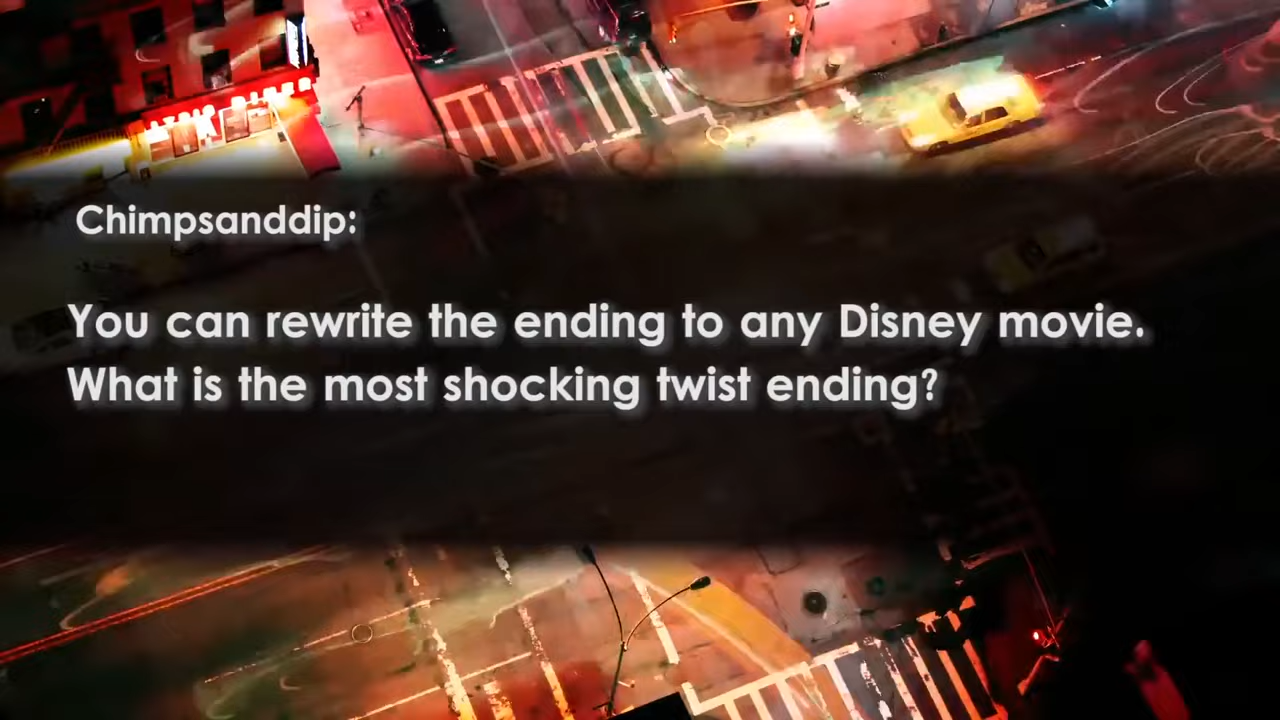 Chimpsanddip:
You can rewrite the ending to any Disney movie.
What is the most shocking twist ending?